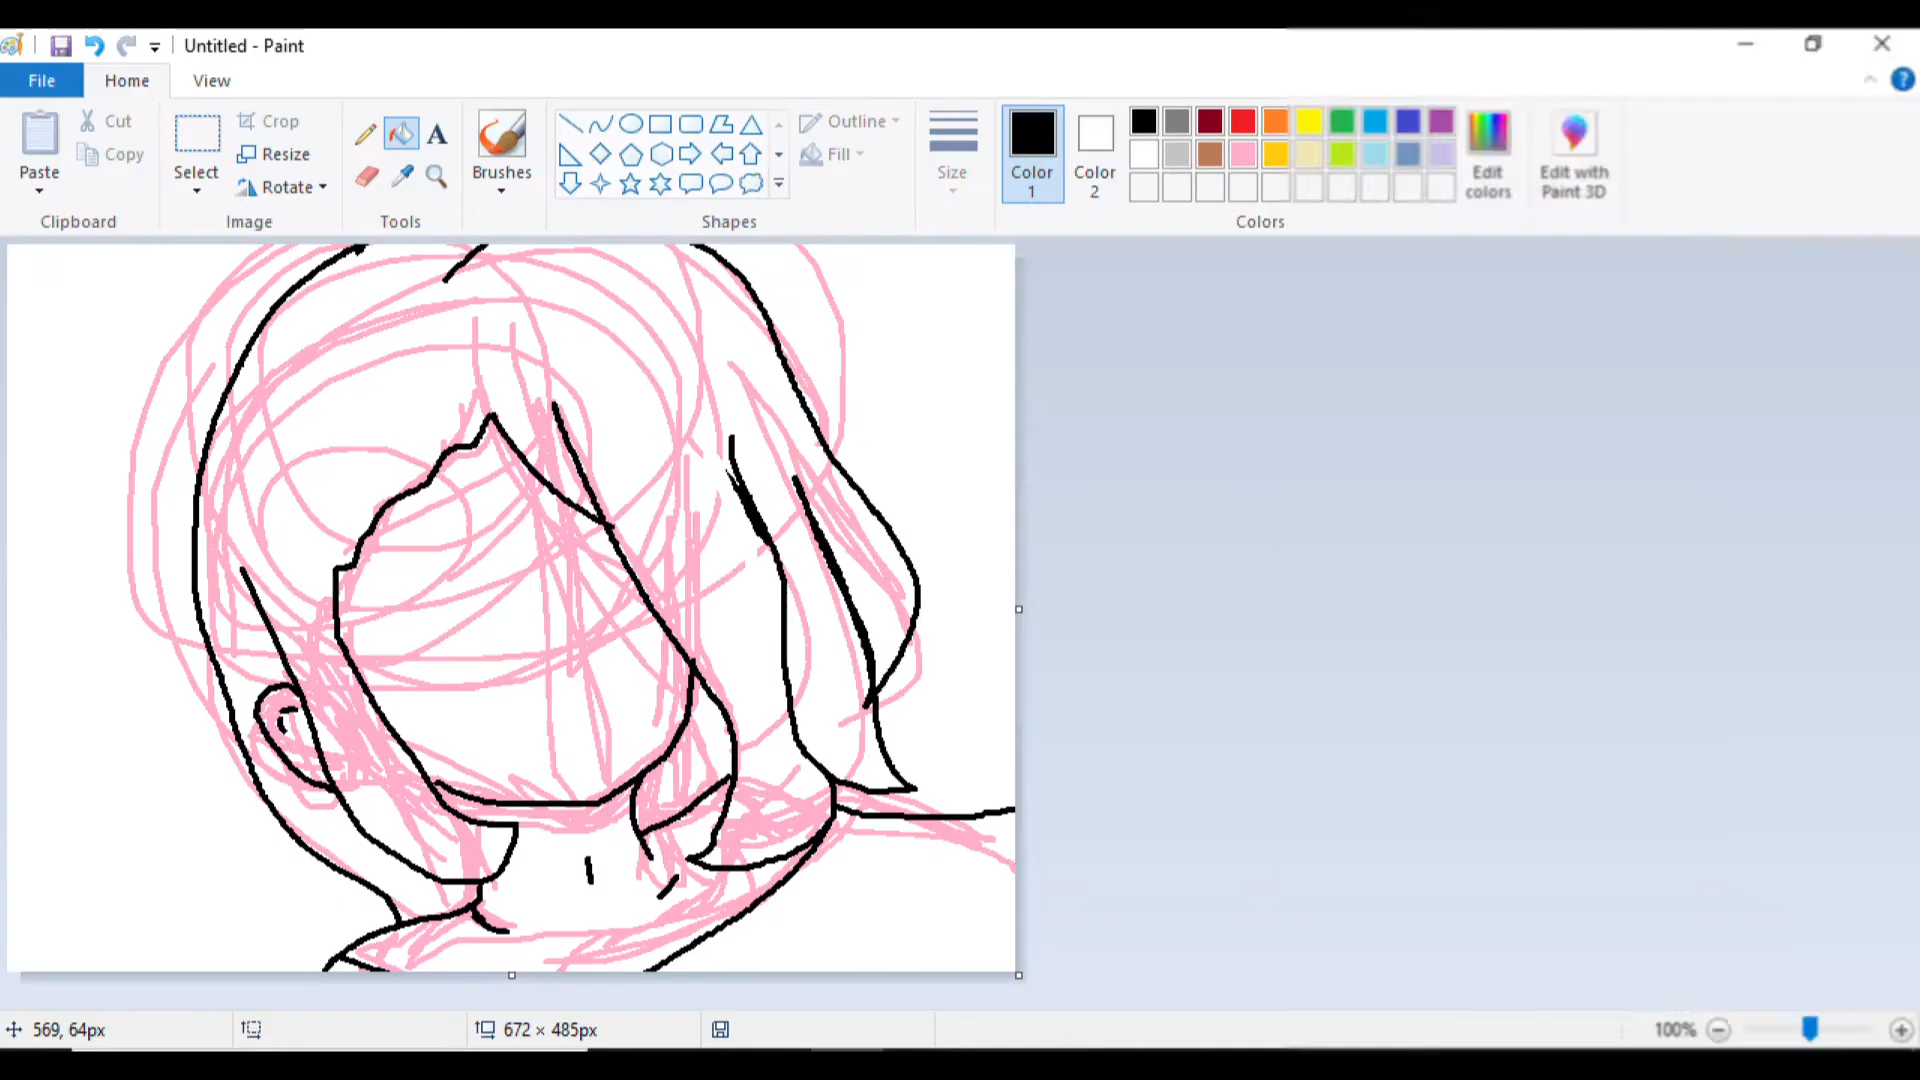 Untitled - Paint
File Home View
Cut
Copy
Paste
Clipboard
Select
Crop
Resize
Rotate
Image
A
Tools
Brushes
Shapes
Outline
Fill
Size
Color 1
Color 2
Edit colors
Edit with Paint 3D
Colors
?
569, 64px
672 × 485px
100%